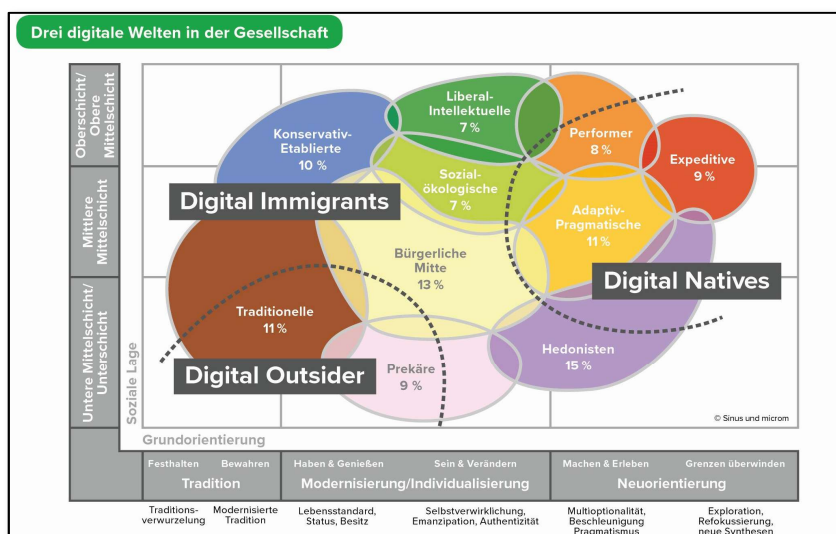 Drei digitale Welten in der Gesellschaft
Oberschicht/
Obere
Mittelschicht
Mittlere
Mittelschicht
Untere Mittelschicht/
Unterschicht
Soziale Lage
Konservativ-
Etablierte
10 %
Liberal-
Intellektuelle
7 %
Performer
8 %
Expeditive
9 %
Sozial-
ökologische
7 %
Digital Immigrants
Adaptiv-
Pragmatische
11 %
Bürgerliche
Mitte
13 %
Digital Natives
Traditionelle
11 %
Hedonisten
15 %
Digital Outsider
Prekäre
9 %
© Sinus und microm
Grundorientierung
Festhalten Bewahren
Tradition
Haben & Genießen Sein & Verändern
Modernisierung/Individualisierung
Machen & Erleben Grenzen überwinden
Neuorientierung
Traditions-
verwurzelung
Modernisierte
Tradition
Lebensstandard,
Status, Besitz
Selbstverwirklichung,
Emanzipation, Authentizität
Multioptionalität,
Beschleunigung
Pragmatismus
Exploration,
Refokussierung,
neue Synthesen